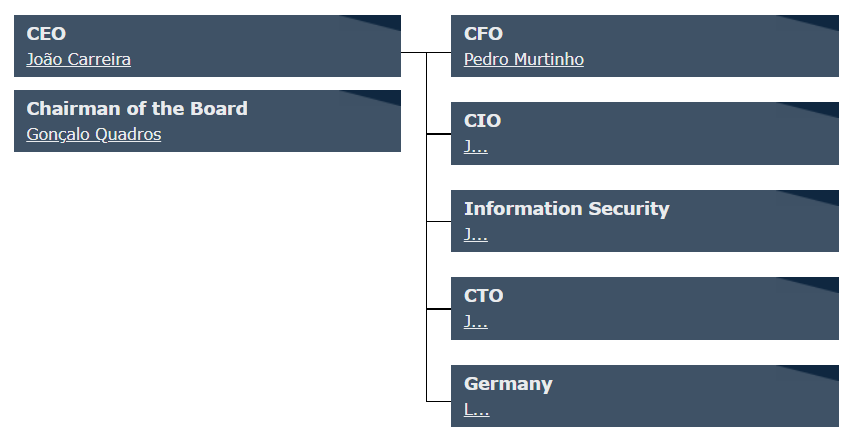 CEO
João Carreira
Chairman of the Board
Gonçalo Quadros
CFO
Pedro Murtinho
CIO
J...
Information Security
J...
CTO
J...
Germany
L...